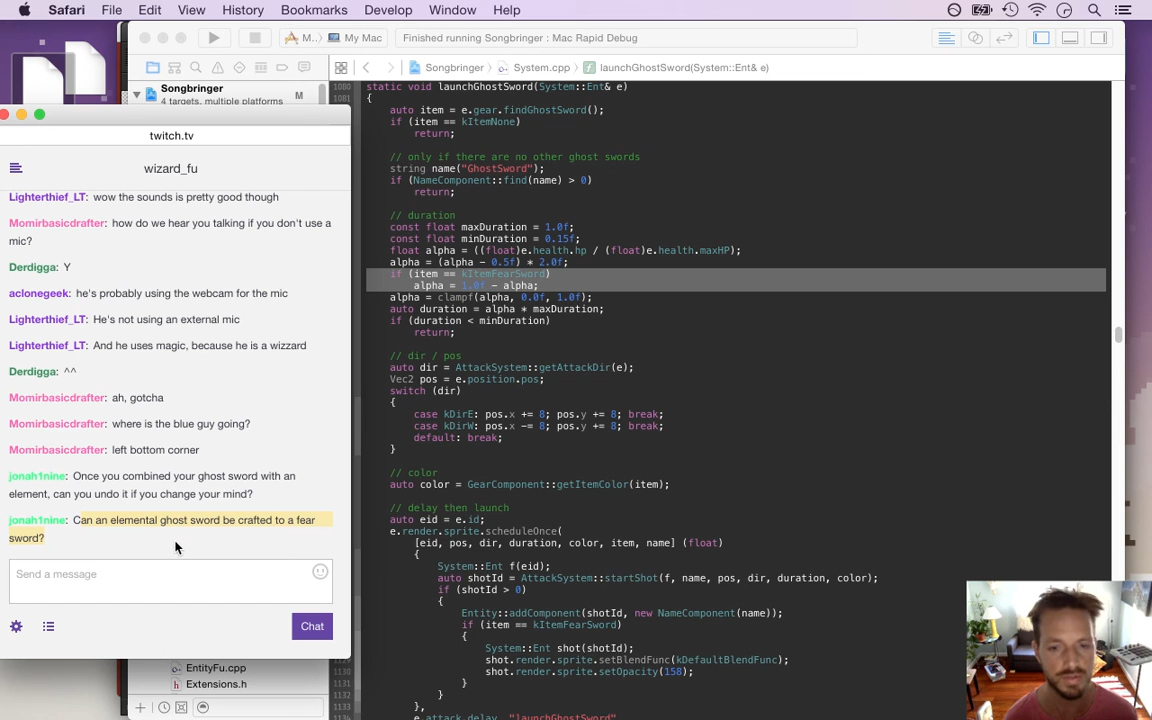 Safari File Edit View History Bookmarks Develop Window Help
M... My Mac
Finished running Songbringer : Mac Rapid Debug
Songbringer
System.cpp
launchGhostSword(System::Ent& e)
Songbringer
4 targets, multiple platforms
M
twitch.tv
wizard_fu
Lighterthief_LT: wow the sounds is pretty good though
Momirbasicdrafter: how do we hear you talking if you don't use a
mic?
Derdigga: Y
aclonegeek: he's probably using the webcam for the mic
Lighterthief_LT: He's not using an external mic
Lighterthief_LT: And he uses magic, because he is a wizzard
Derdigga: ^^
Momirbasicdrafter: ah, gotcha
Momirbasicdrafter: where is the blue guy going?
Momirbasicdrafter: left bottom corner
jonah1nine: Once you combined your ghost sword with an
element, can you undo it if you change your mind?
jonah1nine: Can an elemental ghost sword be crafted to a fear
sword?
Send a message
Chat
EntityFu.cpp
Extensions.h
1080 static void launchGhostSword(System::Ent& e)
1081 {
auto item = e.gear.findGhostSword();
if (item == kItemNone)
return;
// only if there are no other ghost swords
string name("GhostSword");
if (NameComponent::find(name) > 0)
return;
// duration
const float maxDuration = 1.0f;
const float minDuration = 0.15f;
float alpha = ((float)e.health.hp / (float)e.health.maxHP);
alpha = (alpha - 0.5f) * 2.0f;
if (item == kItemFearSword)
alpha = 1.0f - alpha;
alpha = clampf(alpha, 0.0f, 1.0f);
auto duration = alpha * maxDuration;
if (duration < minDuration)
return;
// dir / pos
auto dir = AttackSystem::getAttackDir(e);
Vec2 pos = e.position.pos;
switch (dir)
{
case kDirE: pos.x += 8; pos.y += 8; break;
case kDirW: pos.x -= 8; pos.y += 8; break;
default: break;
}
// color
auto color = GearComponent::getItemColor(item);
// delay then launch
auto eid = e.id;
e.render.sprite.scheduleOnce(
[eid, pos, dir, duration, color, item, name] (float)
{
System::Ent f(eid);
auto shotId = AttackSystem::startShot(f, name, pos, dir, duration, color);
if (shotId > 0)
{
Entity::addComponent(shotId, new NameComponent(name));
if (item == kItemFearSword)
{
System::Ent shot(shotId);
shot.render.sprite.setBlendFunc(kDefaultBlendFunc);
shot.render.sprite.setOpacity(158);
1131 }
1132 }
1133 },
e.attack.delay, "launchGhostSword"